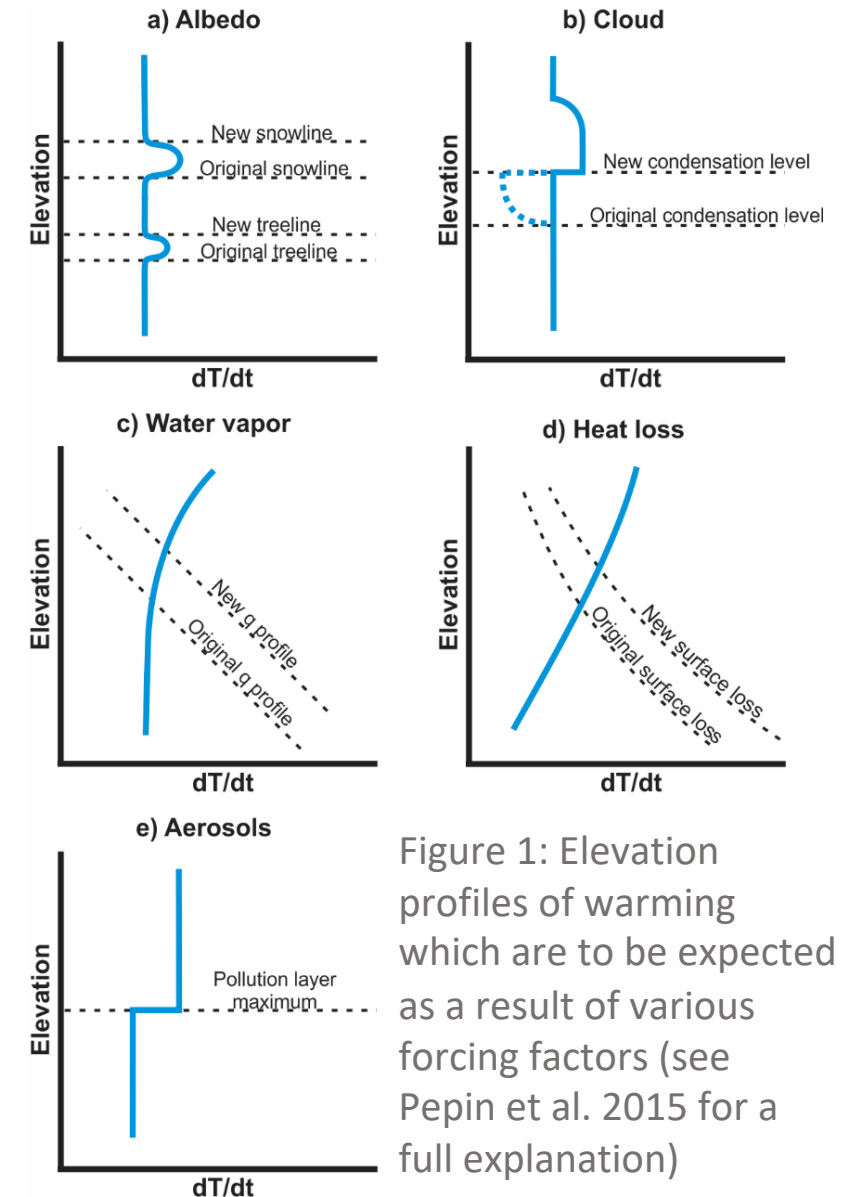 a) Albedo
Elevation
New snowline
Original snowline
New treeline
Original treeline
dT/dt
b) Cloud
Elevation
New condensation level
Original condensation level
dT/dt
c) Water vapor
Elevation
New q profile
Original q profile
dT/dt
d) Heat loss
Elevation
New surface loss
Original surface loss
dT/dt
e) Aerosols
Elevation
Pollution layer
maximum
dT/dt
Figure 1: Elevation
profiles of warming
which are to be expected
as a result of various
forcing factors (see
Pepin et al. 2015 for a
full explanation)